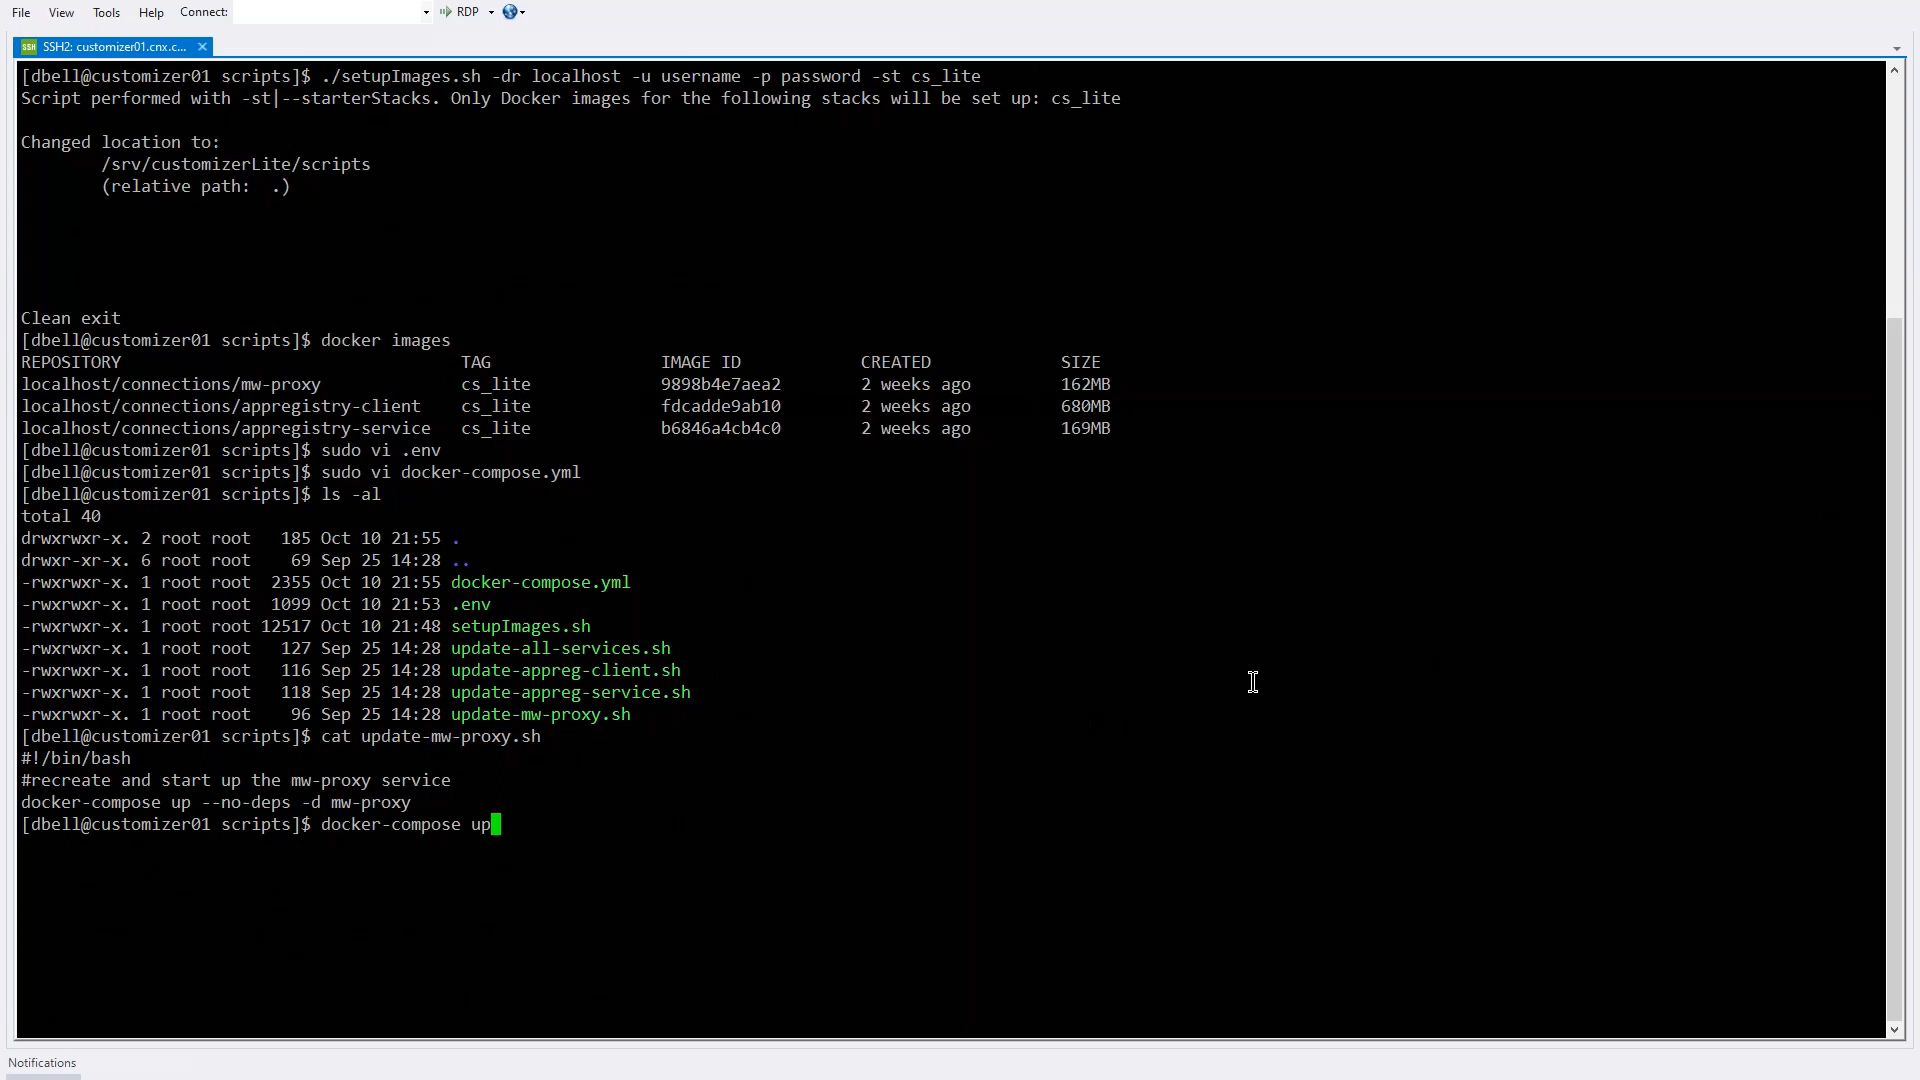 File View Tools Help Connect: RDP
SSH SSH2: customizer01.cnx.c...
[dbell@customizer01 scripts]$ ./setupImages.sh -dr localhost -u username -p password -st cs_lite
Script performed with -st|--starterStacks. Only Docker images for the following stacks will be set up: cs_lite
Changed location to:
/srv/customizerLite/scripts
(relative path:  .)
Clean exit
[dbell@customizer01 scripts]$ docker images
REPOSITORY TAG IMAGE ID CREATED SIZE
localhost/connections/mw-proxy cs_lite 9898b4e7aea2 2 weeks ago 162MB
localhost/connections/appregistry-client cs_lite fdcadde9ab10 2 weeks ago 680MB
localhost/connections/appregistry-service cs_lite b6846a4cb4c0 2 weeks ago 169MB
[dbell@customizer01 scripts]$ sudo vi .env
[dbell@customizer01 scripts]$ sudo vi docker-compose.yml
[dbell@customizer01 scripts]$ ls -al
total 40
drwxrwxr-x. 2 root root   185 Oct 10 21:55 .
drwxr-xr-x. 6 root root    69 Sep 25 14:28 ..
-rwxrwxr-x. 1 root root  2355 Oct 10 21:55 docker-compose.yml
-rwxrwxr-x. 1 root root  1099 Oct 10 21:53 .env
-rwxrwxr-x. 1 root root 12517 Oct 10 21:48 setupImages.sh
-rwxrwxr-x. 1 root root   127 Sep 25 14:28 update-all-services.sh
-rwxrwxr-x. 1 root root   116 Sep 25 14:28 update-appreg-client.sh
-rwxrwxr-x. 1 root root   118 Sep 25 14:28 update-appreg-service.sh
-rwxrwxr-x. 1 root root    96 Sep 25 14:28 update-mw-proxy.sh
[dbell@customizer01 scripts]$ cat update-mw-proxy.sh
#!/bin/bash
#recreate and start up the mw-proxy service
docker-compose up --no-deps -d mw-proxy
[dbell@customizer01 scripts]$ docker-compose up
Notifications